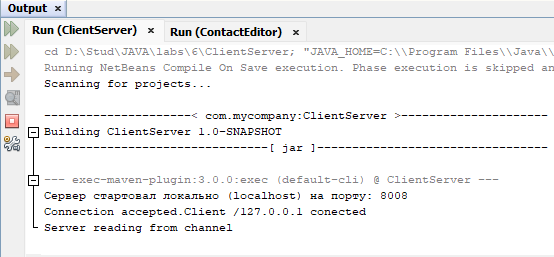 Output ×
Run (ClientServer) × Run (ContactEditor) ×
cd D:\Stud\JAVA\labs\6\ClientServer; "JAVA_HOME=C:\\Program Files\\Java\\
Running NetBeans Compile On Save execution. Phase execution is skipped an
Scanning for projects...
---------------------< com.mycompany:ClientServer >---------------------
Building ClientServer 1.0-SNAPSHOT
--------------------------------[ jar ]---------------------------------
--- exec-maven-plugin:3.0.0:exec (default-cli) @ ClientServer ---
Сервер стартовал локально (localhost) на порту: 8008
Connection accepted.Client /127.0.0.1 conected
Server reading from channel